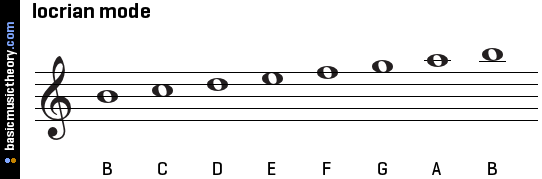 locrian mode
basicmusictheory.com
B C D E F G A B